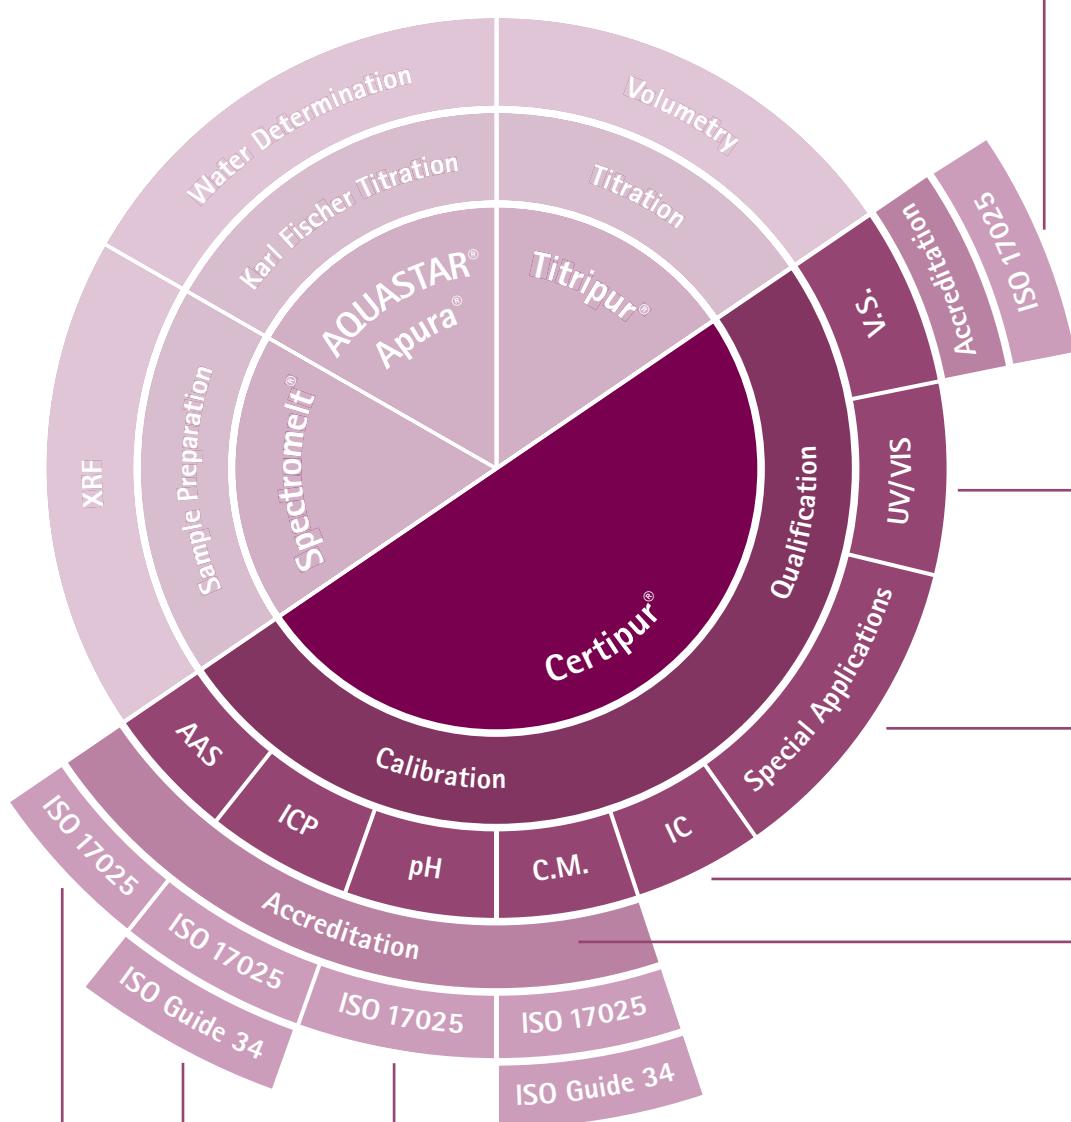 Water Determination
Volumetry
Karl Fischer Titration
Titration
AQUASTAR®
Apura®
Titripur®
XRF
Sample Preparation
Spectromelt®
Certipur®
Qualification
V.S.
Accreditation
ISO 17025
UV/VIS
Special Applications
Calibration
AAS
ICP
pH
C.M.
IC
Accreditation
ISO 17025
ISO 17025
ISO 17025
ISO 17025
ISO Guide 34
ISO Guide 34